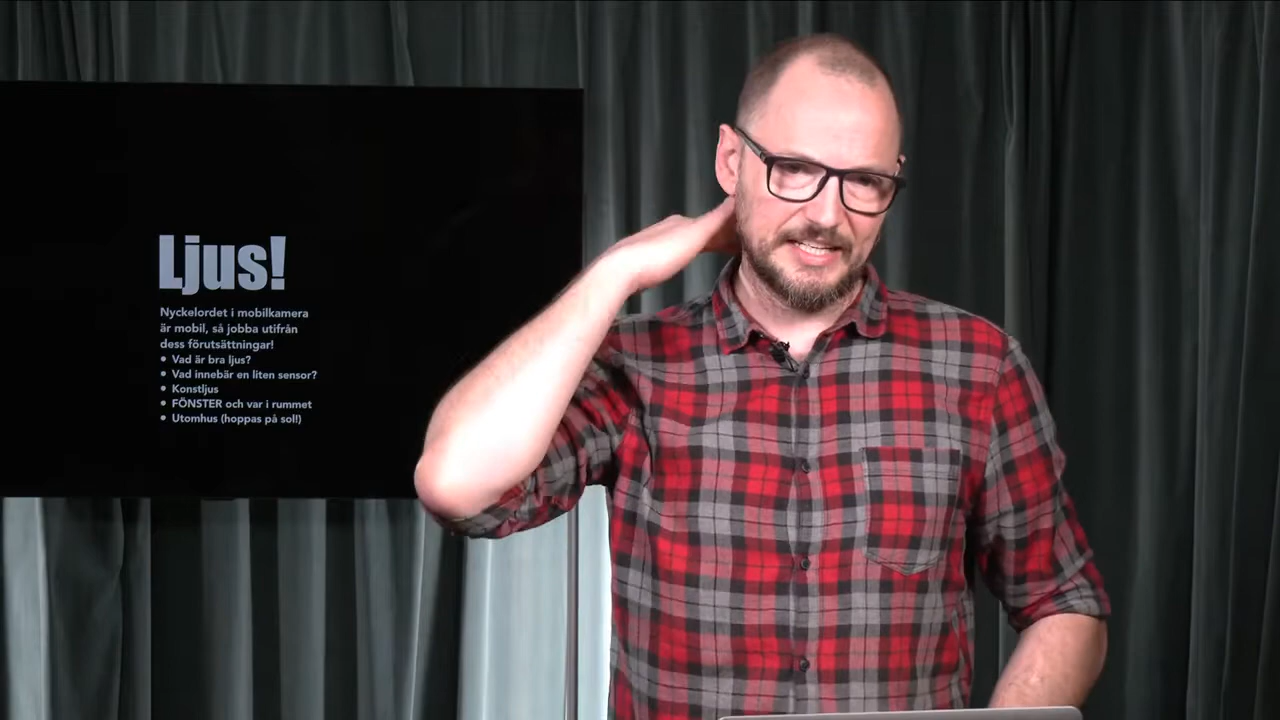 Ljus!
Nyckelordet i mobilkamera
är mobil, så jobba utifrån
dess förutsättningar!
• Vad är bra ljus?
• Vad innebär en liten sensor?
• Konstljus
• FÖNSTER och var i rummet
• Utomhus (hoppas på sol!)